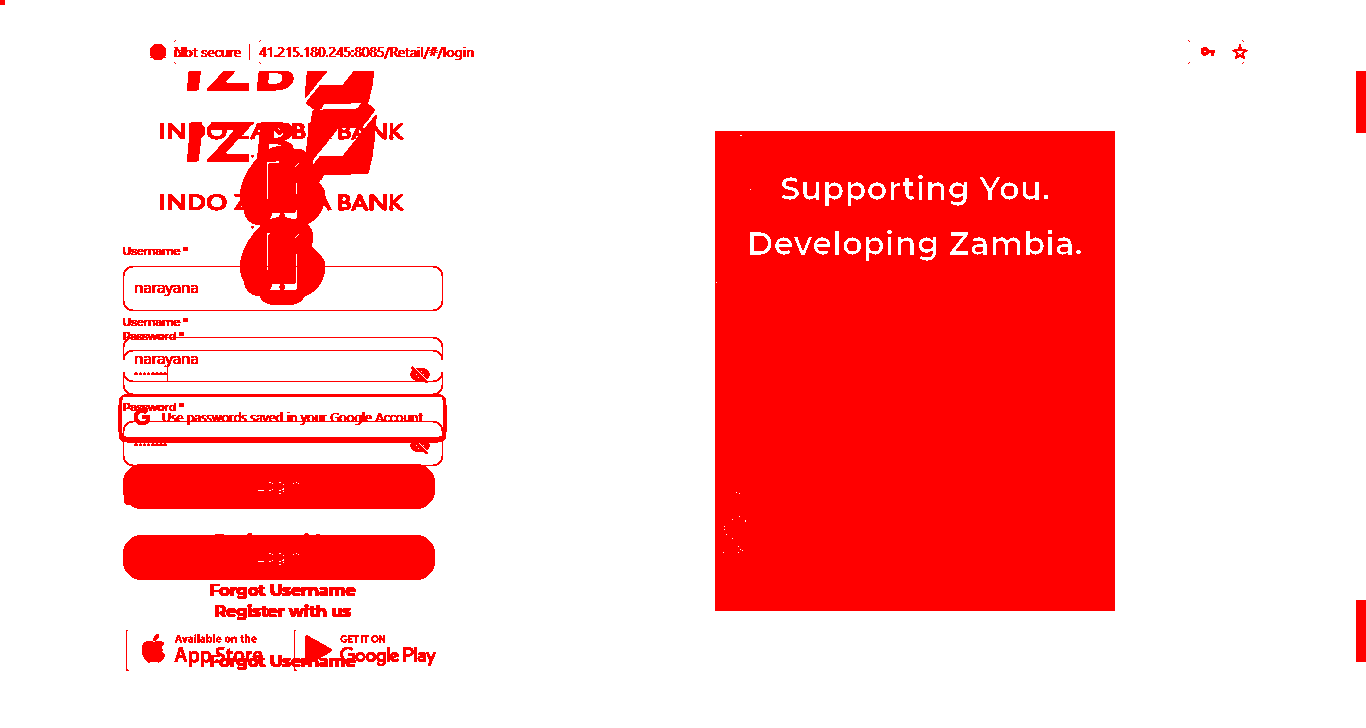 Not secure
41.215.180.245:8085/Retail/#/login
IZB
INDO ZAMBIA BANK
IZB
INDO ZAMBIA BANK
Username *
narayana
Username *
Password *
narayana
Password *
G Use passwords saved in your Google Account
Login
Login
Forgot Username
Register with us
Available on the
App Store
GET IT ON
Google Play
Forgot Username
Supporting You.
Developing Zambia.